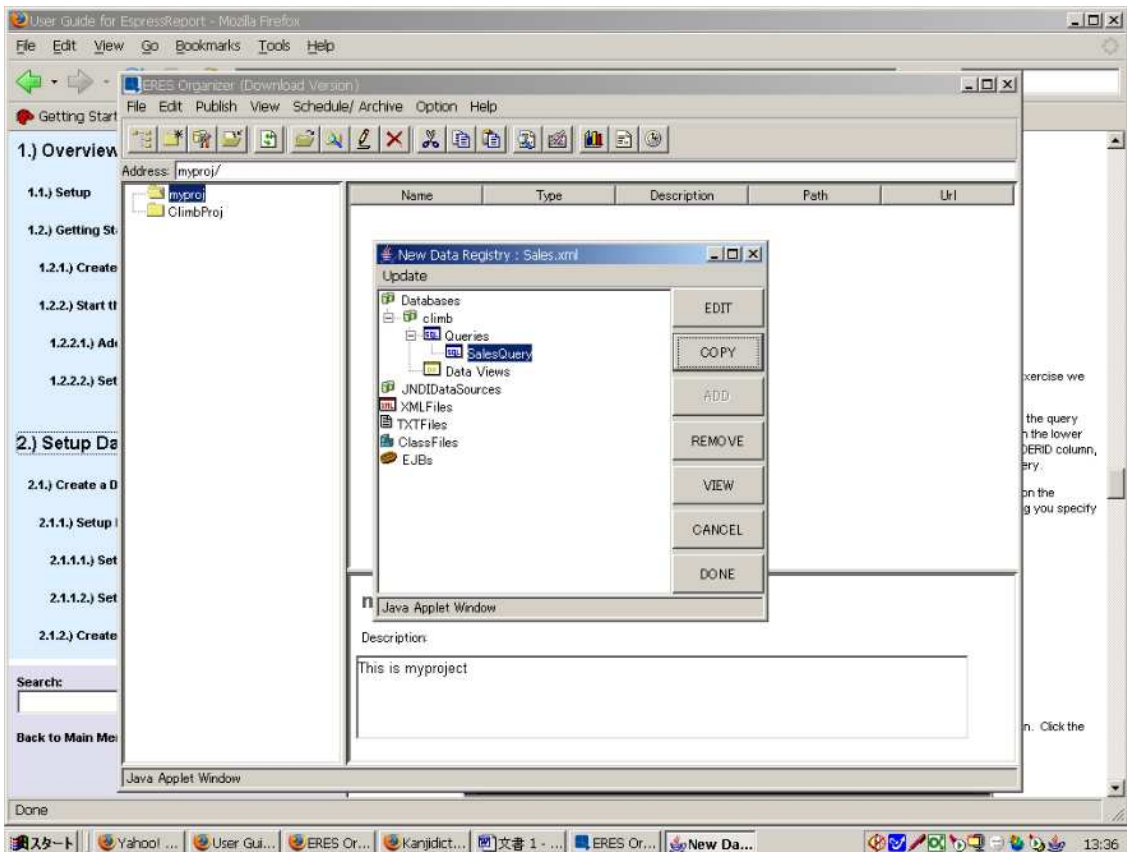 User Guide for EspressReport - Mozilla Firefox
File Edit View Go Bookmarks Tools Help
ERES Organizer (Download Version)
File Edit Publish View Schedule/ Archive Option Help
Getting Start
Address: myproj/
1.) Overview
1.1.) Setup
1.2.) Getting St
1.2.1.) Create
1.2.2.) Start th
1.2.2.1.) Ad
1.2.2.2.) Set
2.) Setup Da
2.1.) Create a D
2.1.1.) Setup
2.1.1.1.) Set
2.1.1.2.) Set
2.1.2.) Create
Search:
Back to Main Me
myproj
ClimbProj
Name Type Description Path Url
New Data Registry : Sales.xml
Update
Databases
climb
Queries
SalesQuery
Data Views
JNDIDataSources
XMLFiles
TXTFiles
ClassFiles
EJBs
EDIT
COPY
ADD
REMOVE
VIEW
CANCEL
DONE
Java Applet Window
Description:
This is myproject
Java Applet Window
xercise we
the query
n the lower
DERID column,
ery.
on the
g you specify
n. Click the
Done
スタート Yahoo! ... User Gui... ERES Or... Kanjidict... 文書 1 - ... ERES Or... New Da... 13:36